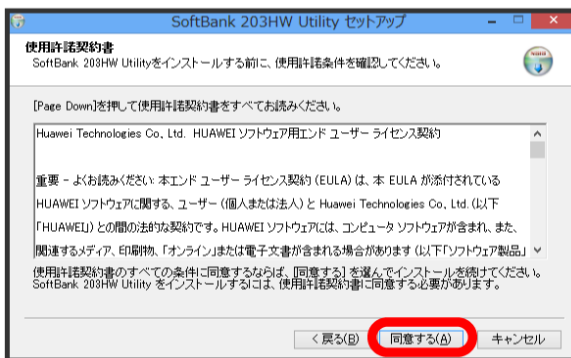 SoftBank 203HW Utility セットアップ
使用許諾契約書
SoftBank 203HW Utilityをインストールする前に、使用許諾条件を確認してください。
[Page Down]を押して使用許諾契約書をすべてお読みください。
Huawei Technologies Co., Ltd. HUAWEI ソフトウェア用エンド ユーザー ライセンス契約
重要 - よくお読みください: 本エンド ユーザー ライセンス契約 (EULA) は、本 EULA が添付されている
HUAWEI ソフトウェアに関する、ユーザー (個人または法人) と Huawei Technologies Co., Ltd. (以下
「HUAWEI」) との間の法的な契約です。HUAWEI ソフトウェアには、コンピュータ ソフトウェアが含まれ、また、
関連するメディア、印刷物、「オンライン」または電子文書が含まれる場合があります (以下「ソフトウェア製品」
使用許諾契約書のすべての条件に同意するならば、[同意する] を選んでインストールを続けてください。
SoftBank 203HW Utility をインストールするには、使用許諾契約書に同意する必要があります。
< 戻る(B)
同意する(A)
キャンセル